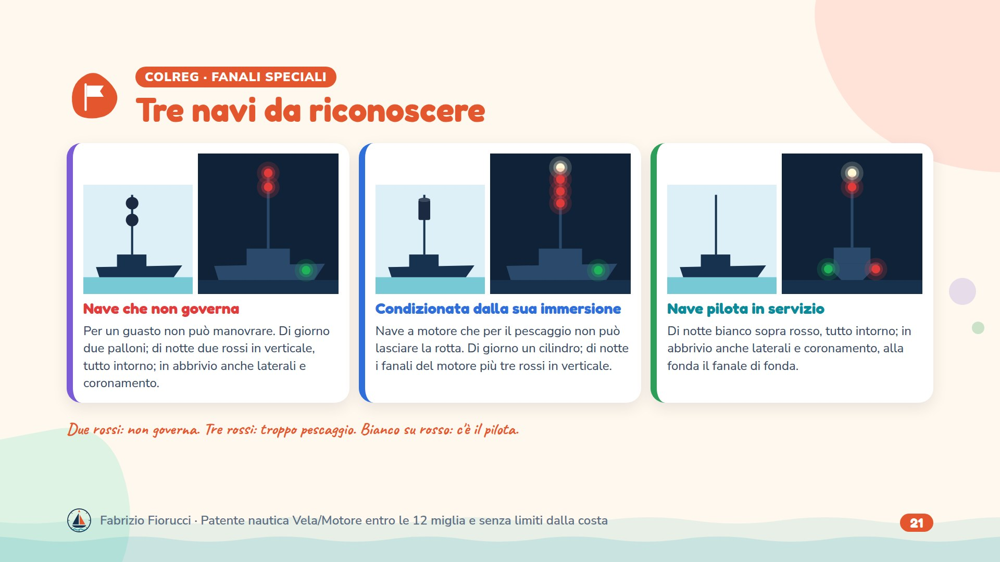 COLREG · FANALI SPECIALI
Tre navi da riconoscere
Nave che non governa
Per un guasto non può manovrare. Di giorno
due palloni; di notte due rossi in verticale,
tutto intorno; in abbrivio anche laterali e
coronamento.
Condizionata dalla sua immersione
Nave a motore che per il pescaggio non può
lasciare la rotta. Di giorno un cilindro; di notte
i fanali del motore più tre rossi in verticale.
Nave pilota in servizio
Di notte bianco sopra rosso, tutto intorno; in
abbrivio anche laterali e coronamento, alla
fonda il fanale di fonda.
Due rossi: non governa. Tre rossi: troppo pescaggio. Bianco su rosso: c'è il pilota.
Fabrizio Fiorucci · Patente nautica Vela/Motore entro le 12 miglia e senza limiti dalla costa
21